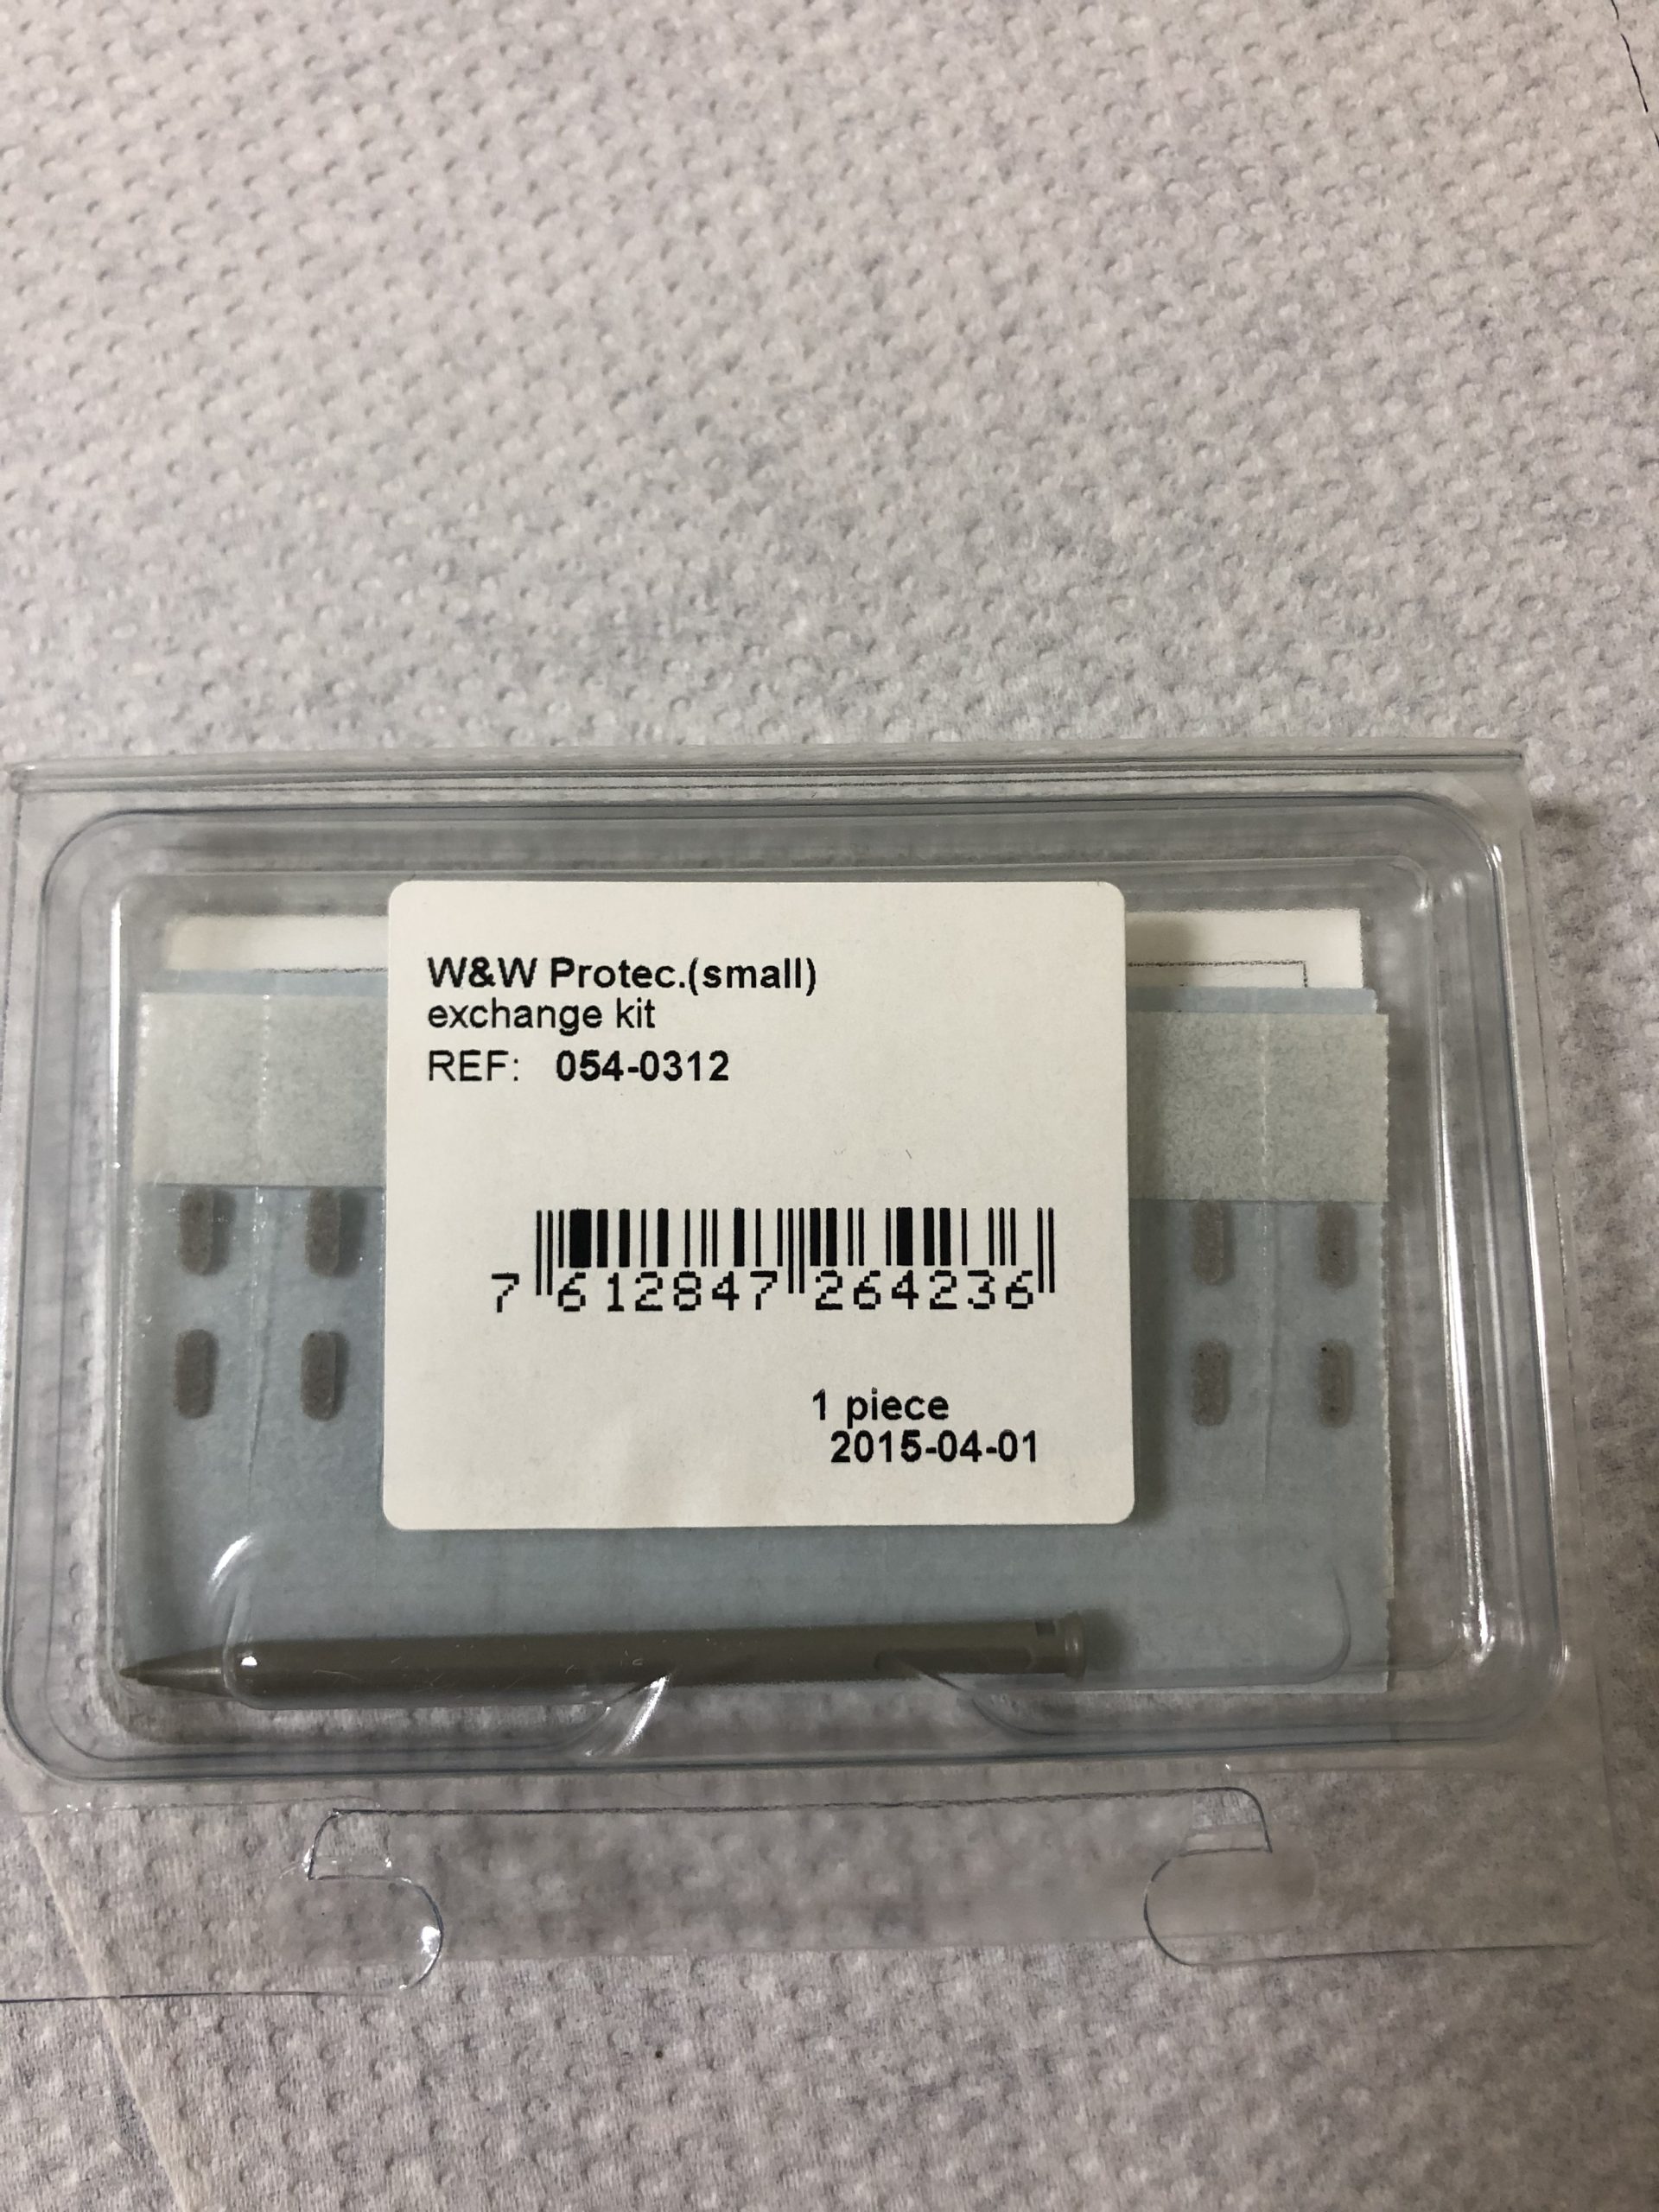 W&W Protec.(small)
exchange kit
REF: 054-0312
7 612847 264236
1 piece
2015-04-01